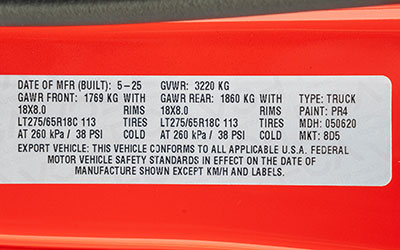 DATE OF MFR (BUILT): 5-25 GVWR: 3220 KG
GAWR FRONT: 1769 KG WITH GAWR REAR: 1860 KG WITH TYPE: TRUCK
18X8.0 RIMS 18X8.0 RIMS PAINT: PR4
LT275/65R18C 113 TIRES LT275/65R18C 113 TIRES MDH: 050620
AT 260 kPa / 38 PSI COLD AT 260 kPa / 38 PSI COLD MKT: 8D5
EXPORT VEHICLE: THIS VEHICLE CONFORMS TO ALL APPLICABLE U.S.A. FEDERAL
MOTOR VEHICLE SAFETY STANDARDS IN EFFECT ON THE DATE OF
MANUFACTURE SHOWN EXCEPT KM/H AND LABELS.